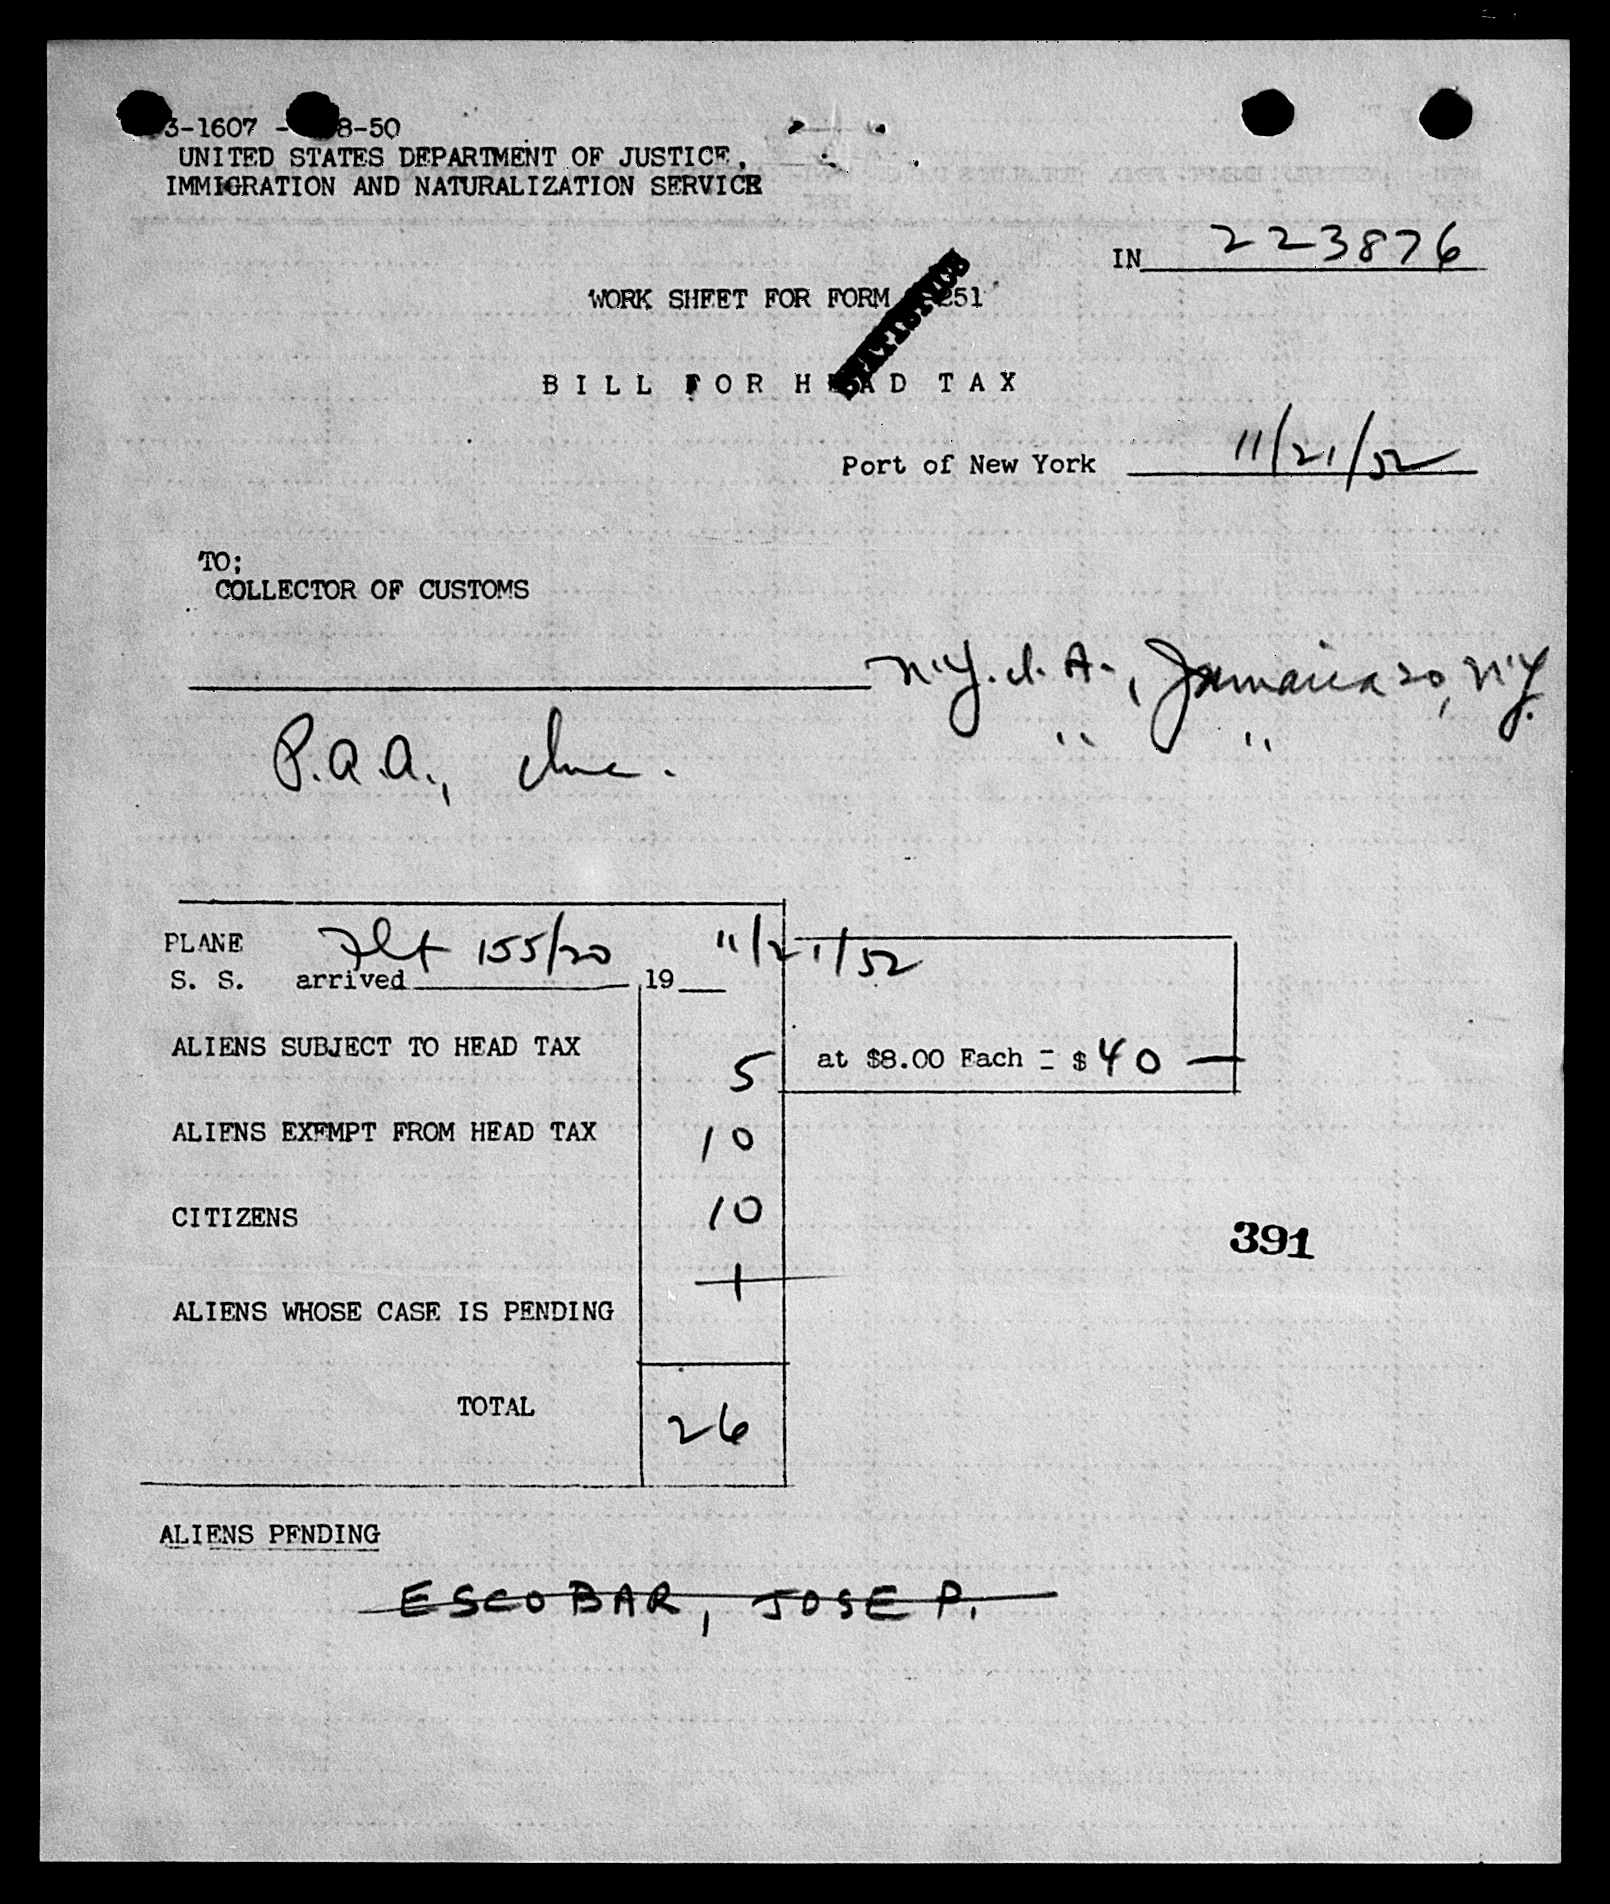 3-1607 - 8-50
UNITED STATES DEPARTMENT OF JUSTICE.
IMMIGRATION AND NATURALIZATION SERVICE
IN 223876
WORK SHEET FOR FORM 251
STATISTICS
BILL FOR HEAD TAX
Port of New York 11/21/52
TO:
COLLECTOR OF CUSTOMS
N.Y.I.A., Jamaica 20, N.Y.
P.A.A., Inc. " "
PLANE Flt 155/20 11/21/52
S. S. arrived ,19
ALIENS SUBJECT TO HEAD TAX 5 at $8.00 Each = $ 40 —
ALIENS EXEMPT FROM HEAD TAX 10
CITIZENS 10
391
ALIENS WHOSE CASE IS PENDING 1
TOTAL 26
ALIENS PENDING
ESCOBAR, JOSE P.